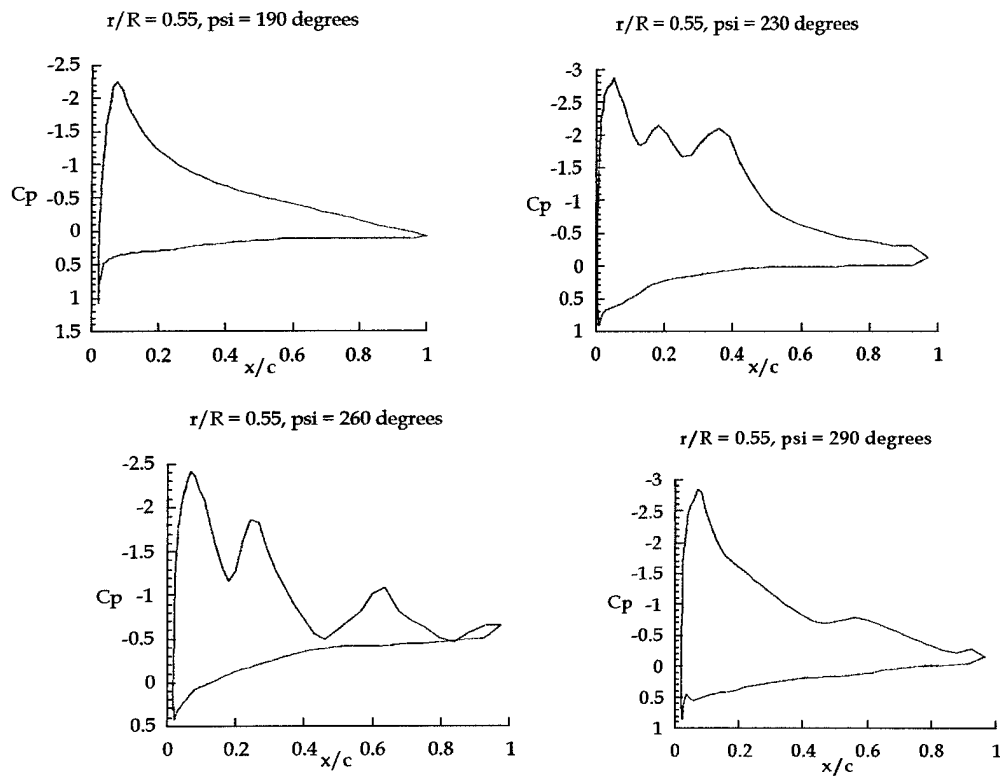 r/R = 0.55, psi = 190 degrees
-2.5
-2
-1.5
-1
Cp
-0.5
0
0.5
1
1.5
0 0.2 0.4 0.6 0.8 1
x/c
r/R = 0.55, psi = 230 degrees
-3
-2.5
-2
-1.5
-1
Cp
-0.5
0
0.5
1
0 0.2 0.4 0.6 0.8 1
x/c
r/R = 0.55, psi = 260 degrees
-2.5
-2
-1.5
-1
Cp
-0.5
0
0.5
0 0.2 0.4 0.6 0.8 1
x/c
r/R = 0.55, psi = 290 degrees
-3
-2.5
-2
-1.5
-1
Cp
-0.5
0
0.5
1
0 0.2 0.4 0.6 0.8 1
x/c